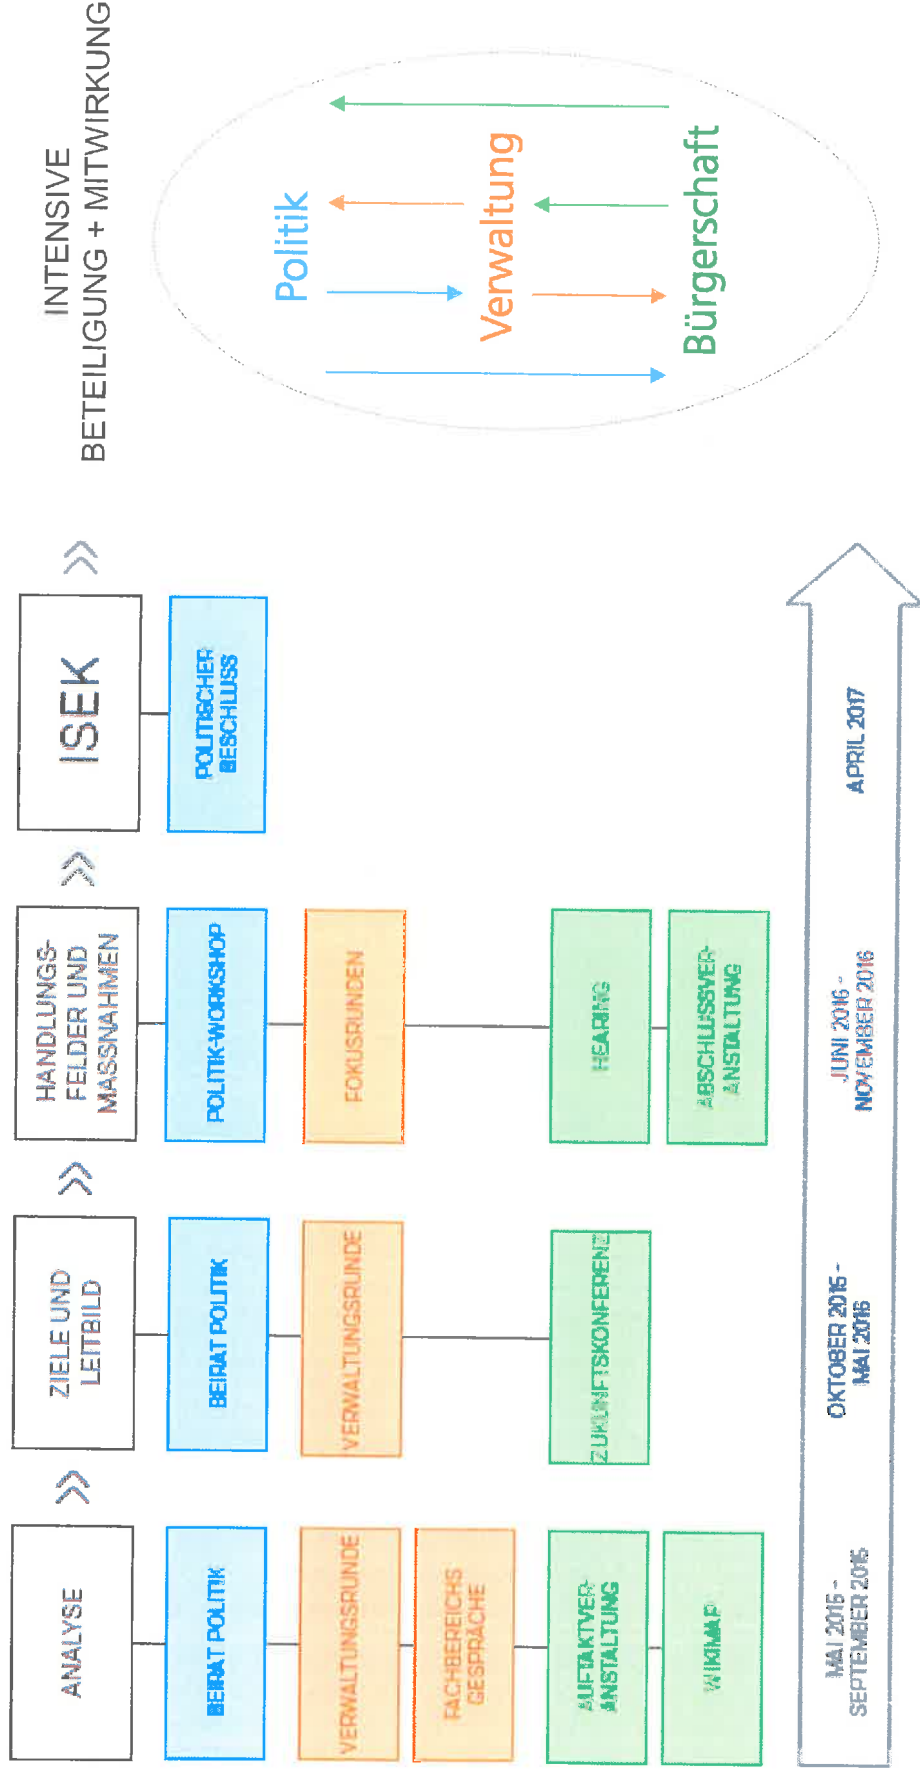 ANALYSE
BEIRAT POLITIK
VERWALTUNGSRUNDE
FACHBEREICHS
GESPRÄCHE
AUFTAKTVER-
ANSTALTUNG
WIKIMAP
MAI 2015 -
SEPTEMBER 2015
ZIELE UND
LEITBILD
BEIRAT POLITIK
VERWALTUNGSRUNDE
ZUKUNFTSKONFERENZ
OKTOBER 2015 -
MAI 2016
HANDLUNGS-
FELDER UND
MASSNAHMEN
POLITIK-WORKSHOP
FOKUSRUNDEN
HEARING
ABSCHLUSSVER-
ANSTALTUNG
JUNI 2016 -
NOVEMBER 2016
ISEK
POLITISCHER
BESCHLUSS
APRIL 2017
INTENSIVE
BETEILIGUNG + MITWIRKUNG
Politik
Verwaltung
Bürgerschaft